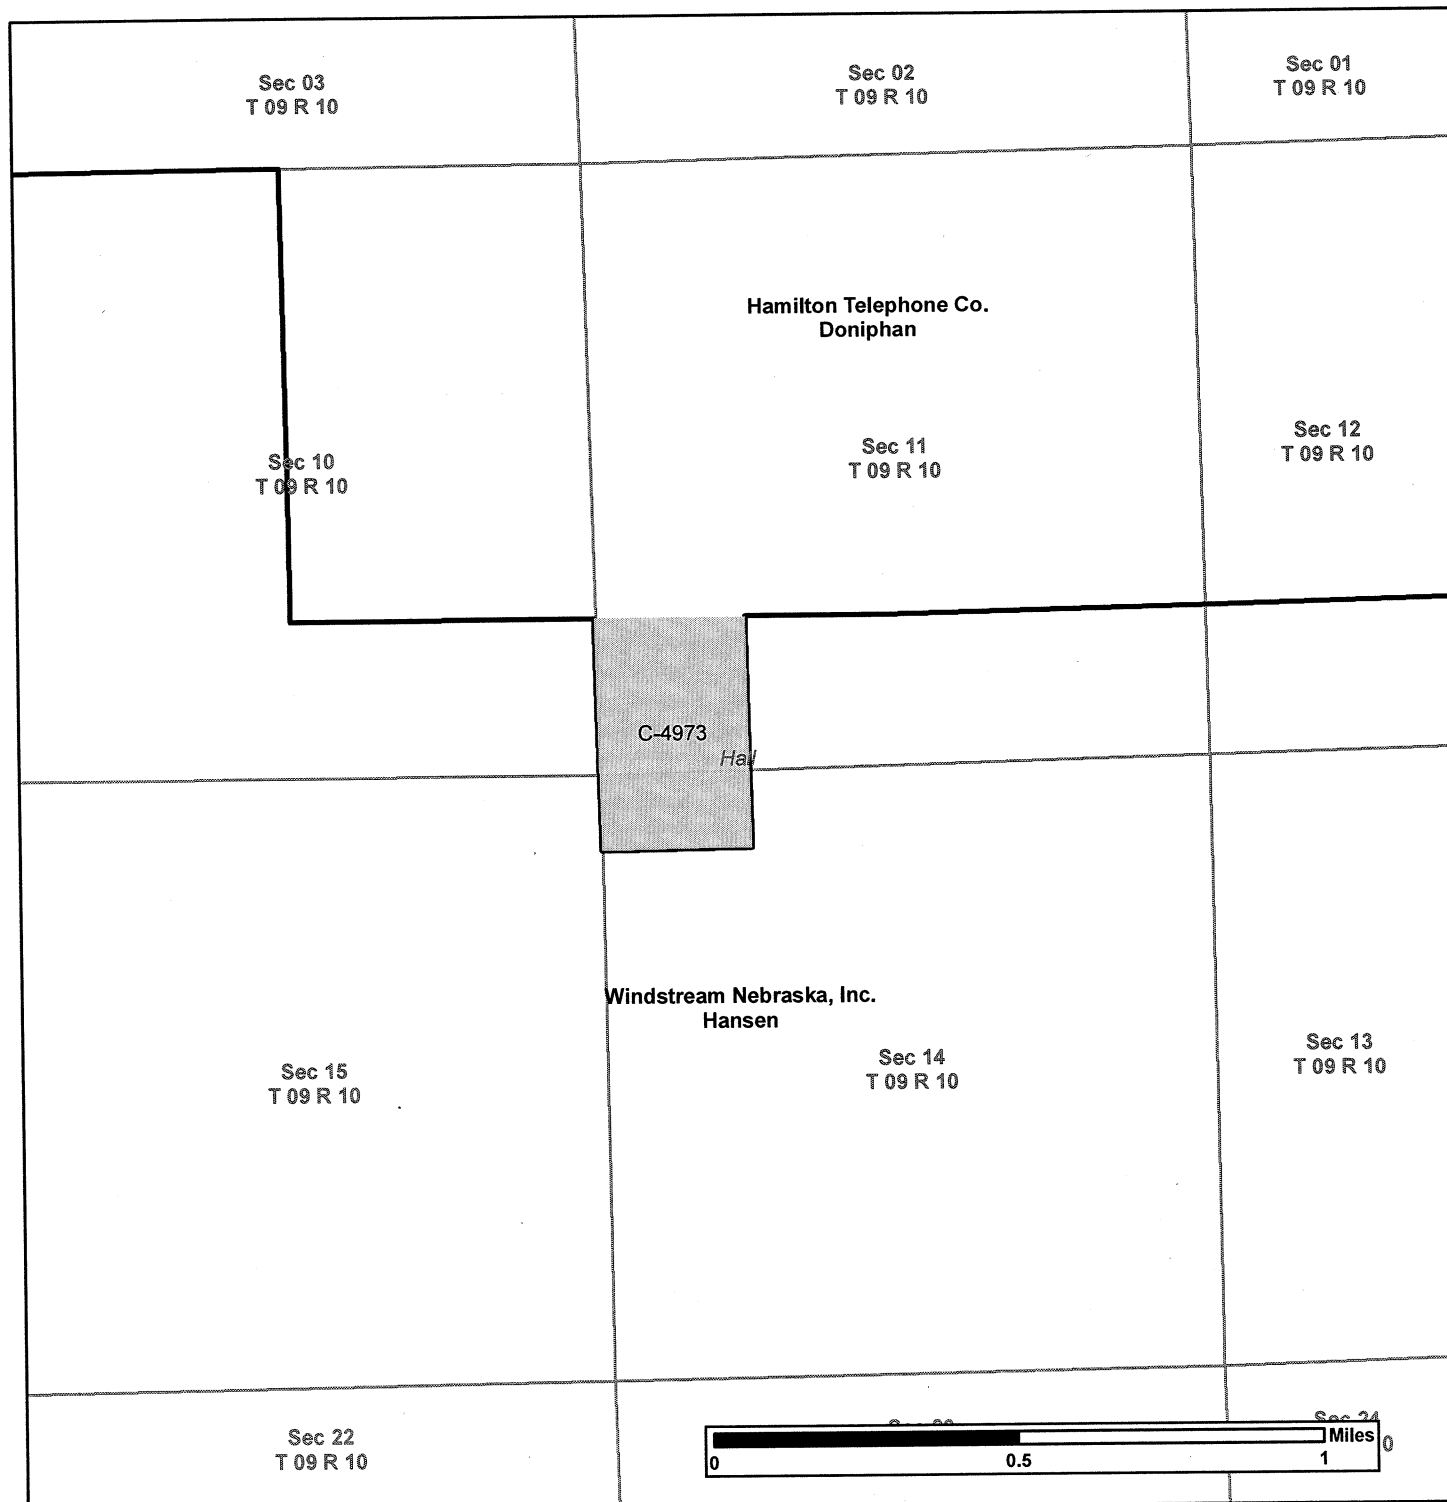 Sec 03
T 09 R 10
Sec 02
T 09 R 10
Sec 01
T 09 R 10
Hamilton Telephone Co.
Doniphan
Sec 10
T 09 R 10
Sec 11
T 09 R 10
Sec 12
T 09 R 10
C-4973
Hall
Windstream Nebraska, Inc.
Hansen
Sec 15
T 09 R 10
Sec 14
T 09 R 10
Sec 13
T 09 R 10
Sec 22
T 09 R 10
Sec 24
0
Miles
0 0.5 1